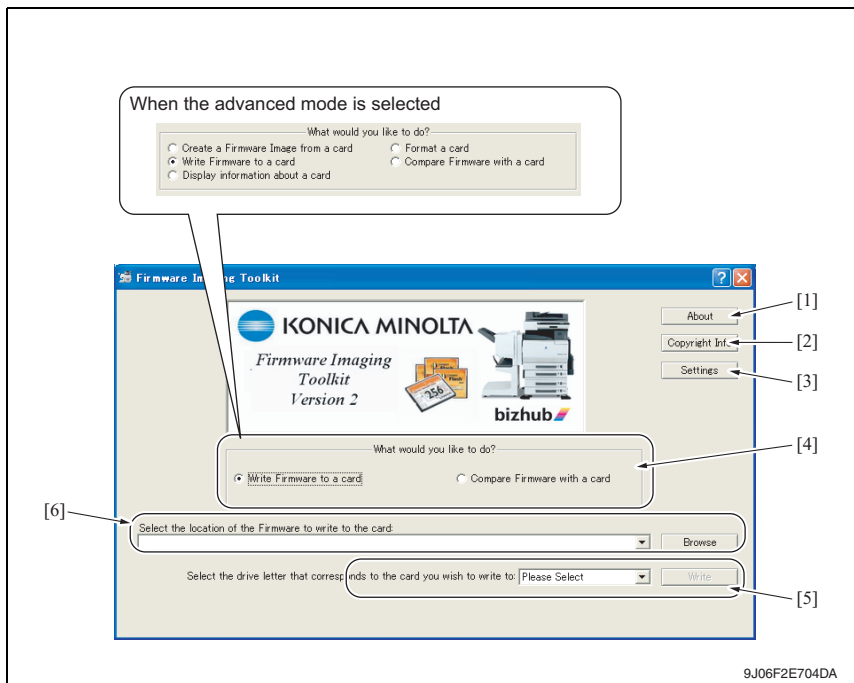 When the advanced mode is selected
What would you like to do?
Create a Firmware Image from a card Format a card
Write Firmware to a card Compare Firmware with a card
Display information about a card
Firmware Im g Toolkit
[1]
About
KONICA MINOLTA
[2]
Copyright Inf.
Firmware Imaging
Toolkit
Version 2
256
Flash
Settings
[3]
bizhub
What would you like to do?
[4]
Write Firmware to a card Compare Firmware with a card
[6]
Select the location of the Firmware to write to the card:
Browse
Select the drive letter that corresponds to the card you wish to write to: Please Select Write
[5]
9J06F2E704DA